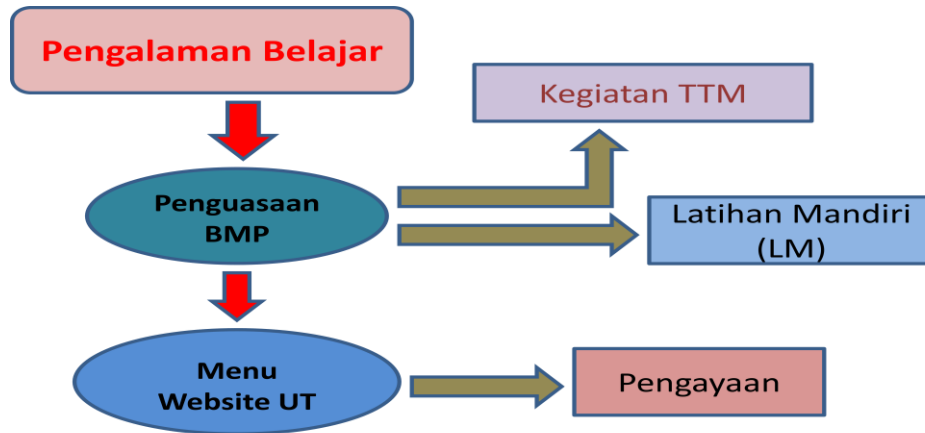 Pengalaman Belajar
Kegiatan TTM
Penguasaan
BMP
Latihan Mandiri
(LM)
Menu
Website UT
Pengayaan